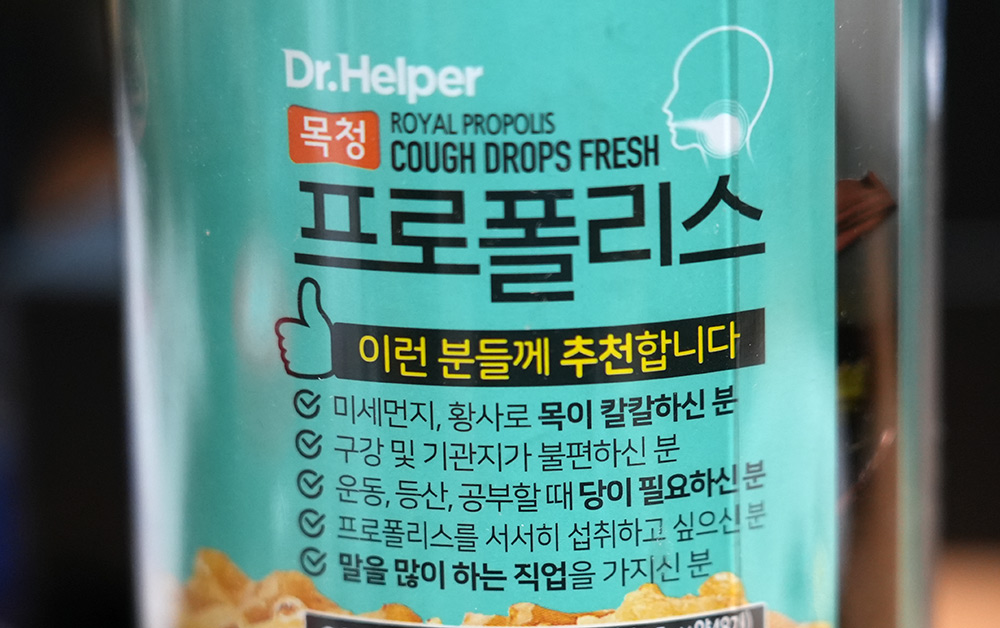 Dr.Helper
목청 ROYAL PROPOLIS
COUGH DROPS FRESH
프로폴리스
이런 분들께 추천합니다
미세먼지, 황사로 목이 칼칼하신 분
구강 및 기관지가 불편하신 분
운동, 등산, 공부할 때 당이 필요하신 분
프로폴리스를 서서히 섭취하고 싶으신 분
말을 많이 하는 직업을 가지신 분